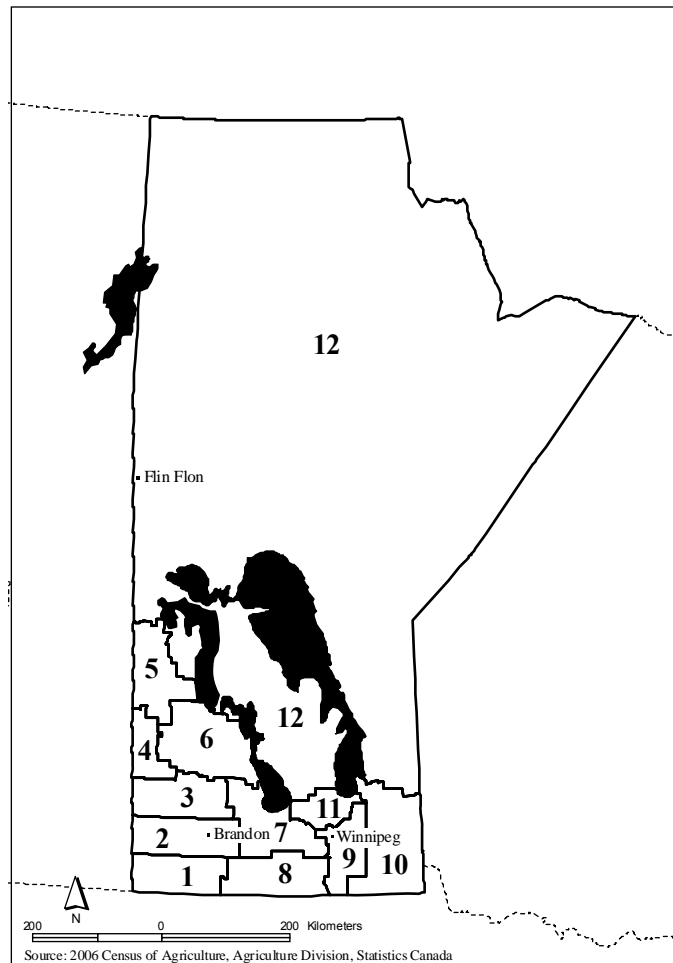 12
Flin Flon
5
12
6
4
3
11
Brandon
7
Winnipeg
2
9
10
1
8
N
200 0 200 Kilometers
Source: 2006 Census of Agriculture, Agriculture Division, Statistics Canada